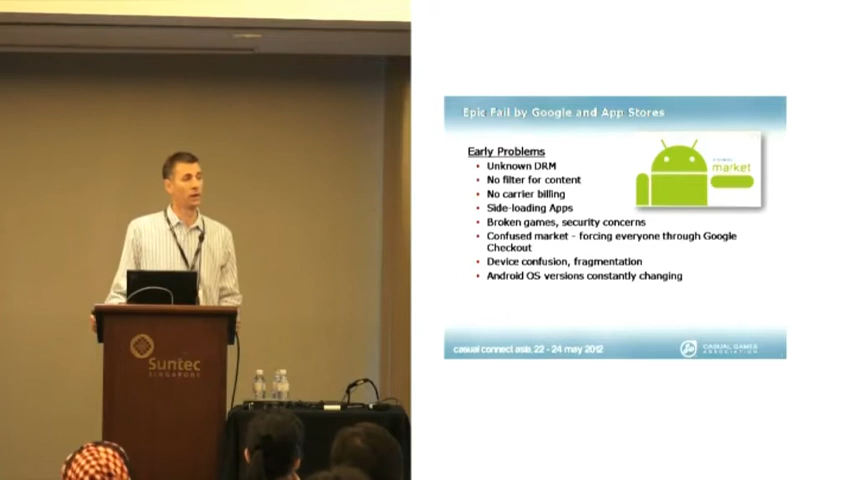 Epic Fail by Google and App Stores
Early Problems
Unknown DRM
No filter for content
No carrier billing
Side-loading Apps
Broken games, security concerns
Confused market - forcing everyone through Google
Checkout
Device confusion, fragmentation
Android OS versions constantly changing
market
casual connect asia, 22 - 24 may 2012
CASUAL GAMES
ASSOCIATION
Suntec
SINGAPORE